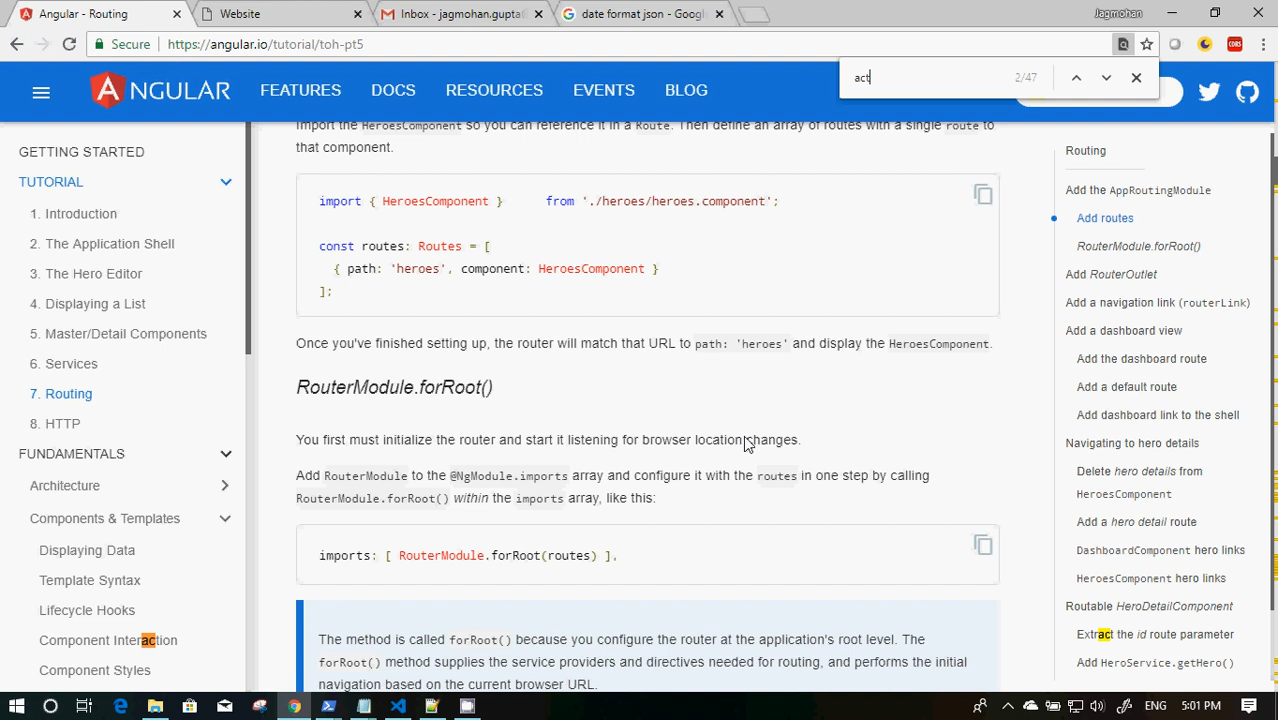 Angular - Routing
Website
Inbox - jagmohan.gupta
date format json - Google
Jagmohan
Secure
https://angular.io/tutorial/toh-pt5
act
2/47
ANGULAR
FEATURES
DOCS
RESOURCES
EVENTS
BLOG
GETTING STARTED
TUTORIAL
1. Introduction
2. The Application Shell
3. The Hero Editor
4. Displaying a List
5. Master/Detail Components
6. Services
7. Routing
8. HTTP
FUNDAMENTALS
Architecture
Components & Templates
Displaying Data
Template Syntax
Lifecycle Hooks
Component Interaction
Component Styles
Import the HeroesComponent so you can reference it in a Route. Then define an array of routes with a single route to
that component.
import { HeroesComponent }      from './heroes/heroes.component';
const routes: Routes = [
{ path: 'heroes', component: HeroesComponent }
];
Once you've finished setting up, the router will match that URL to path: 'heroes' and display the HeroesComponent.
RouterModule.forRoot()
You first must initialize the router and start it listening for browser location changes.
Add RouterModule to the @NgModule.imports array and configure it with the routes in one step by calling
RouterModule.forRoot() within the imports array, like this:
imports: [ RouterModule.forRoot(routes) ],
The method is called forRoot() because you configure the router at the application's root level. The
forRoot() method supplies the service providers and directives needed for routing, and performs the initial
navigation based on the current browser URL.
Routing
Add the AppRoutingModule
Add routes
RouterModule.forRoot()
Add RouterOutlet
Add a navigation link (routerLink)
Add a dashboard view
Add the dashboard route
Add a default route
Add dashboard link to the shell
Navigating to hero details
Delete hero details from
HeroesComponent
Add a hero detail route
DashboardComponent hero links
HeroesComponent hero links
Routable HeroDetailComponent
Extract the id route parameter
Add HeroService.getHero()
ENG
5:01 PM